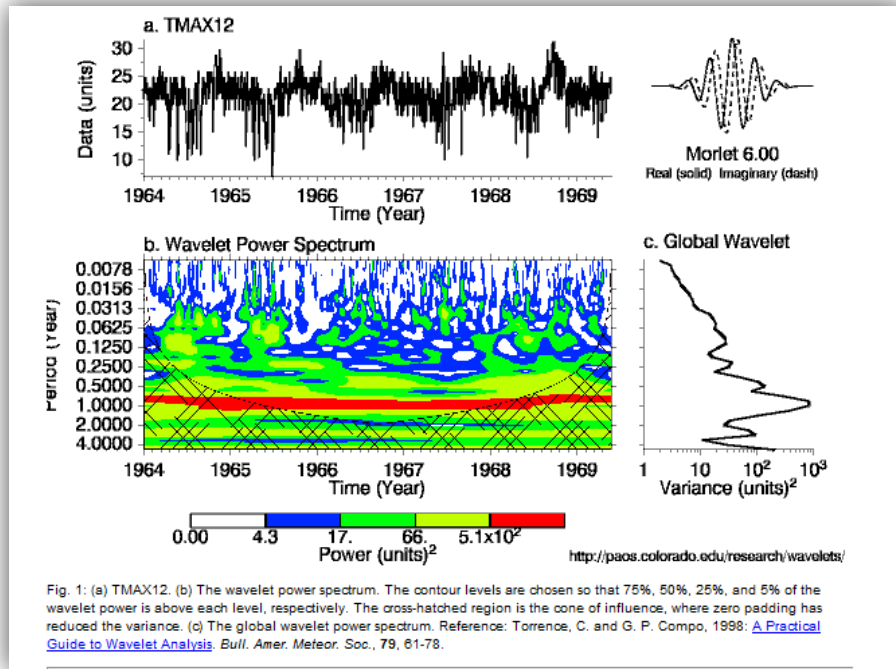 a. TMAX12
Data (units)
30
25
20
15
10
1964 1965 1966 1967 1968 1969
Time (Year)
Morlet 6.00
Real (solid) Imaginary (dash)
b. Wavelet Power Spectrum
Period (Year)
0.0078
0.0156
0.0313
0.0625
0.1250
0.2500
0.5000
1.0000
2.0000
4.0000
1964 1965 1966 1967 1968 1969
Time (Year)
c. Global Wavelet
1 10 10² 10³
Variance (units)²
0.00 4.3 17. 66. 5.1x10²
Power (units)²
http://paos.colorado.edu/research/wavelets/
Fig. 1: (a) TMAX12. (b) The wavelet power spectrum. The contour levels are chosen so that 75%, 50%, 25%, and 5% of the
wavelet power is above each level, respectively. The cross-hatched region is the cone of influence, where zero padding has
reduced the variance. (c) The global wavelet power spectrum. Reference: Torrence, C. and G. P. Compo, 1998: A Practical
Guide to Wavelet Analysis. Bull. Amer. Meteor. Soc., 79, 61-78.